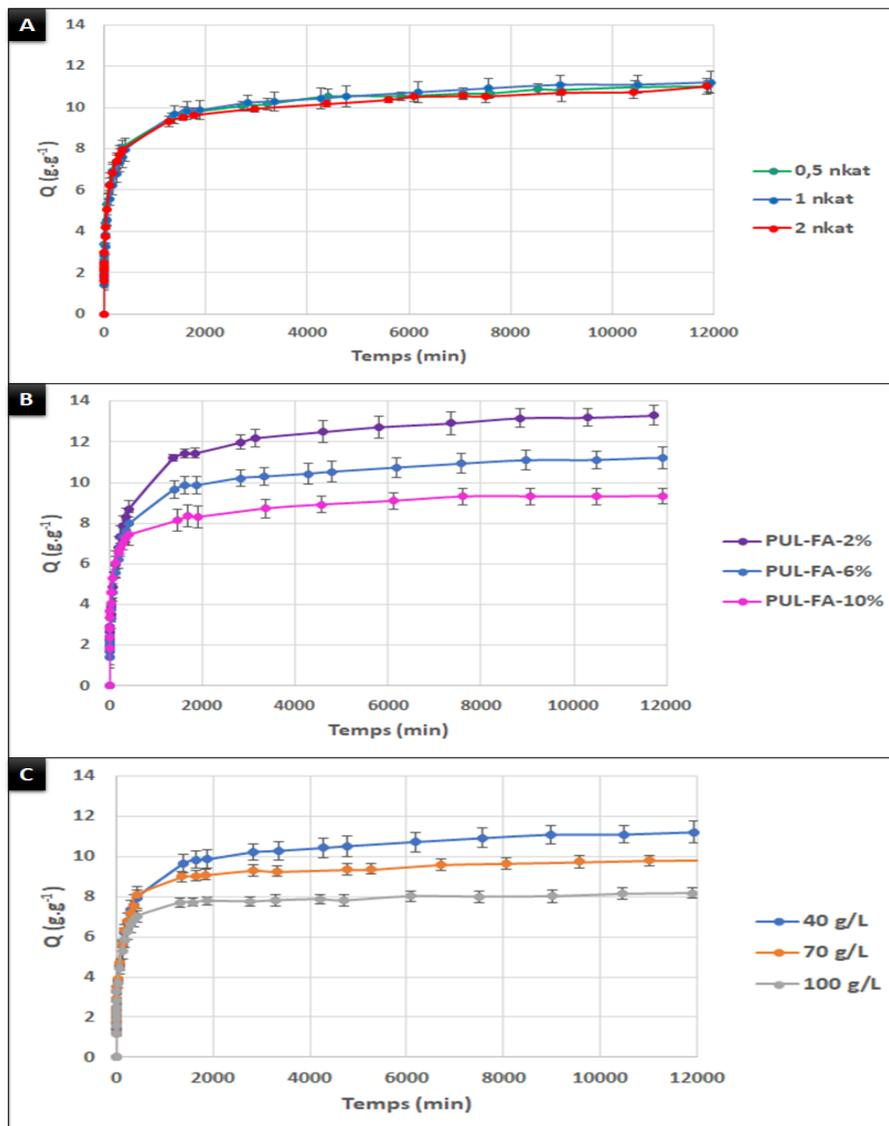 A
14
12
10
8
6
4
2
0
Q (g.g⁻¹)
0 2000 4000 6000 8000 10000 12000
Temps (min)
0,5 nkat
1 nkat
2 nkat
B
14
12
10
8
6
4
2
0
Q (g.g⁻¹)
0 2000 4000 6000 8000 10000 12000
Temps (min)
PUL-FA-2%
PUL-FA-6%
PUL-FA-10%
C
14
12
10
8
6
4
2
0
Q (g.g⁻¹)
0 2000 4000 6000 8000 10000 12000
Temps (min)
40 g/L
70 g/L
100 g/L